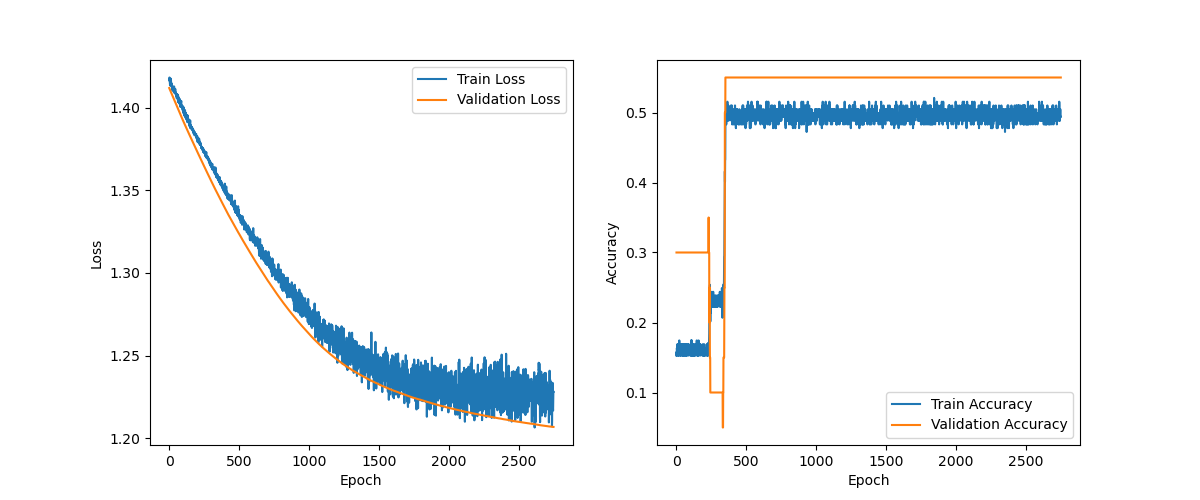 Train Loss
Validation Loss
1.40
1.35
1.30
1.25
1.20
Loss
0 500 1000 1500 2000 2500
Epoch
0.5
0.4
0.3
0.2
0.1
Accuracy
Train Accuracy
Validation Accuracy
0 500 1000 1500 2000 2500
Epoch